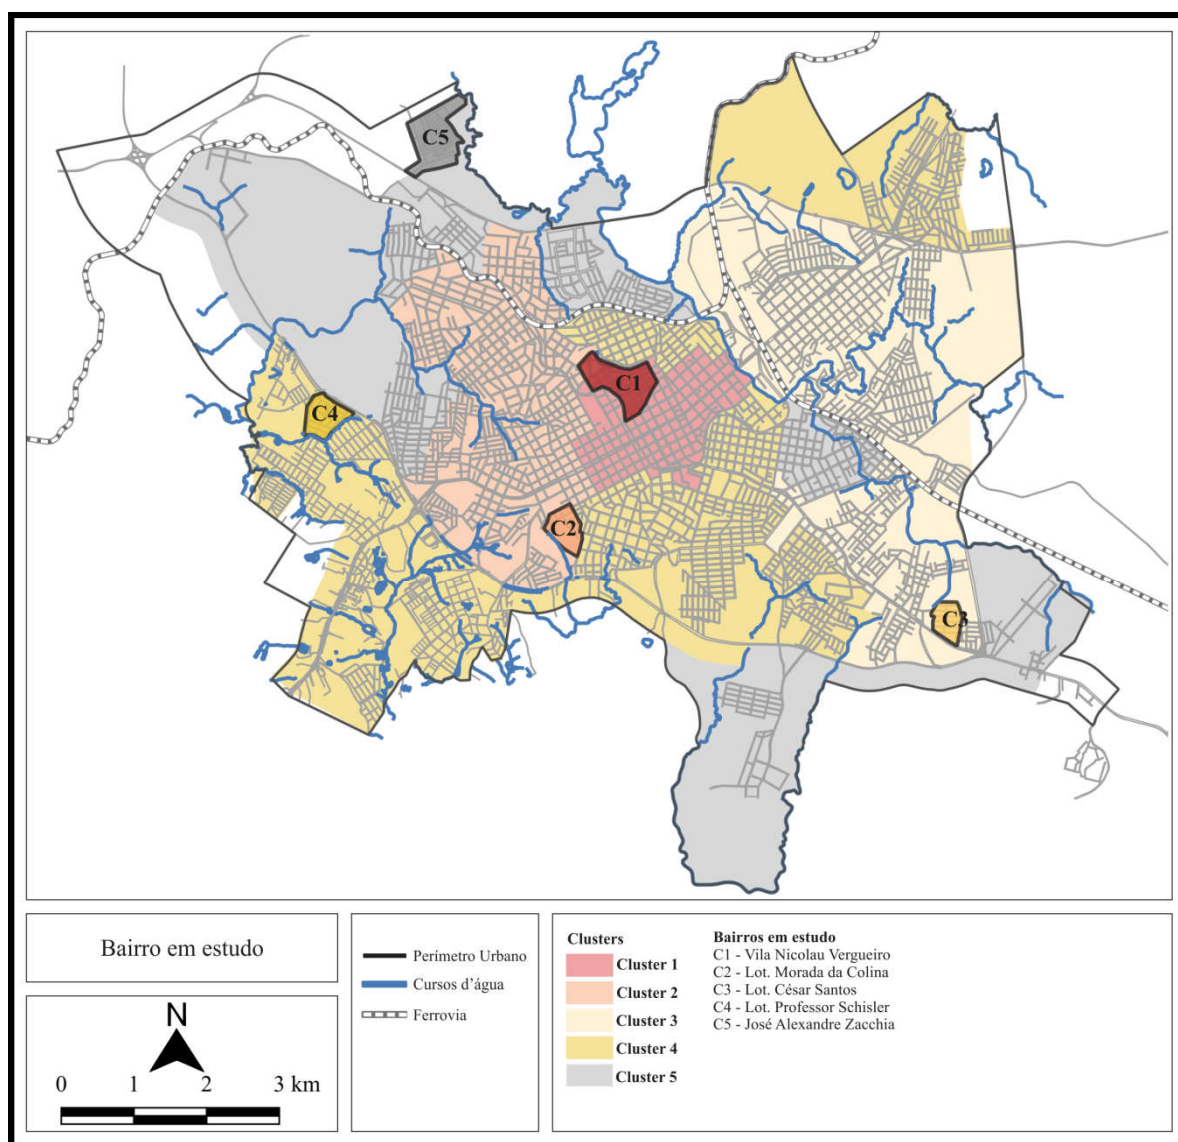 C5
C1
C4
C2
C3
Bairro em estudo
N
0 1 2 3 km
Perímetro Urbano
Cursos d'água
Ferrovia
Clusters
Cluster 1
Cluster 2
Cluster 3
Cluster 4
Cluster 5
Bairros em estudo
C1 - Vila Nicolau Vergueiro
C2 - Lot. Morada da Colina
C3 - Lot. César Santos
C4 - Lot. Professor Schisler
C5 - José Alexandre Zacchia